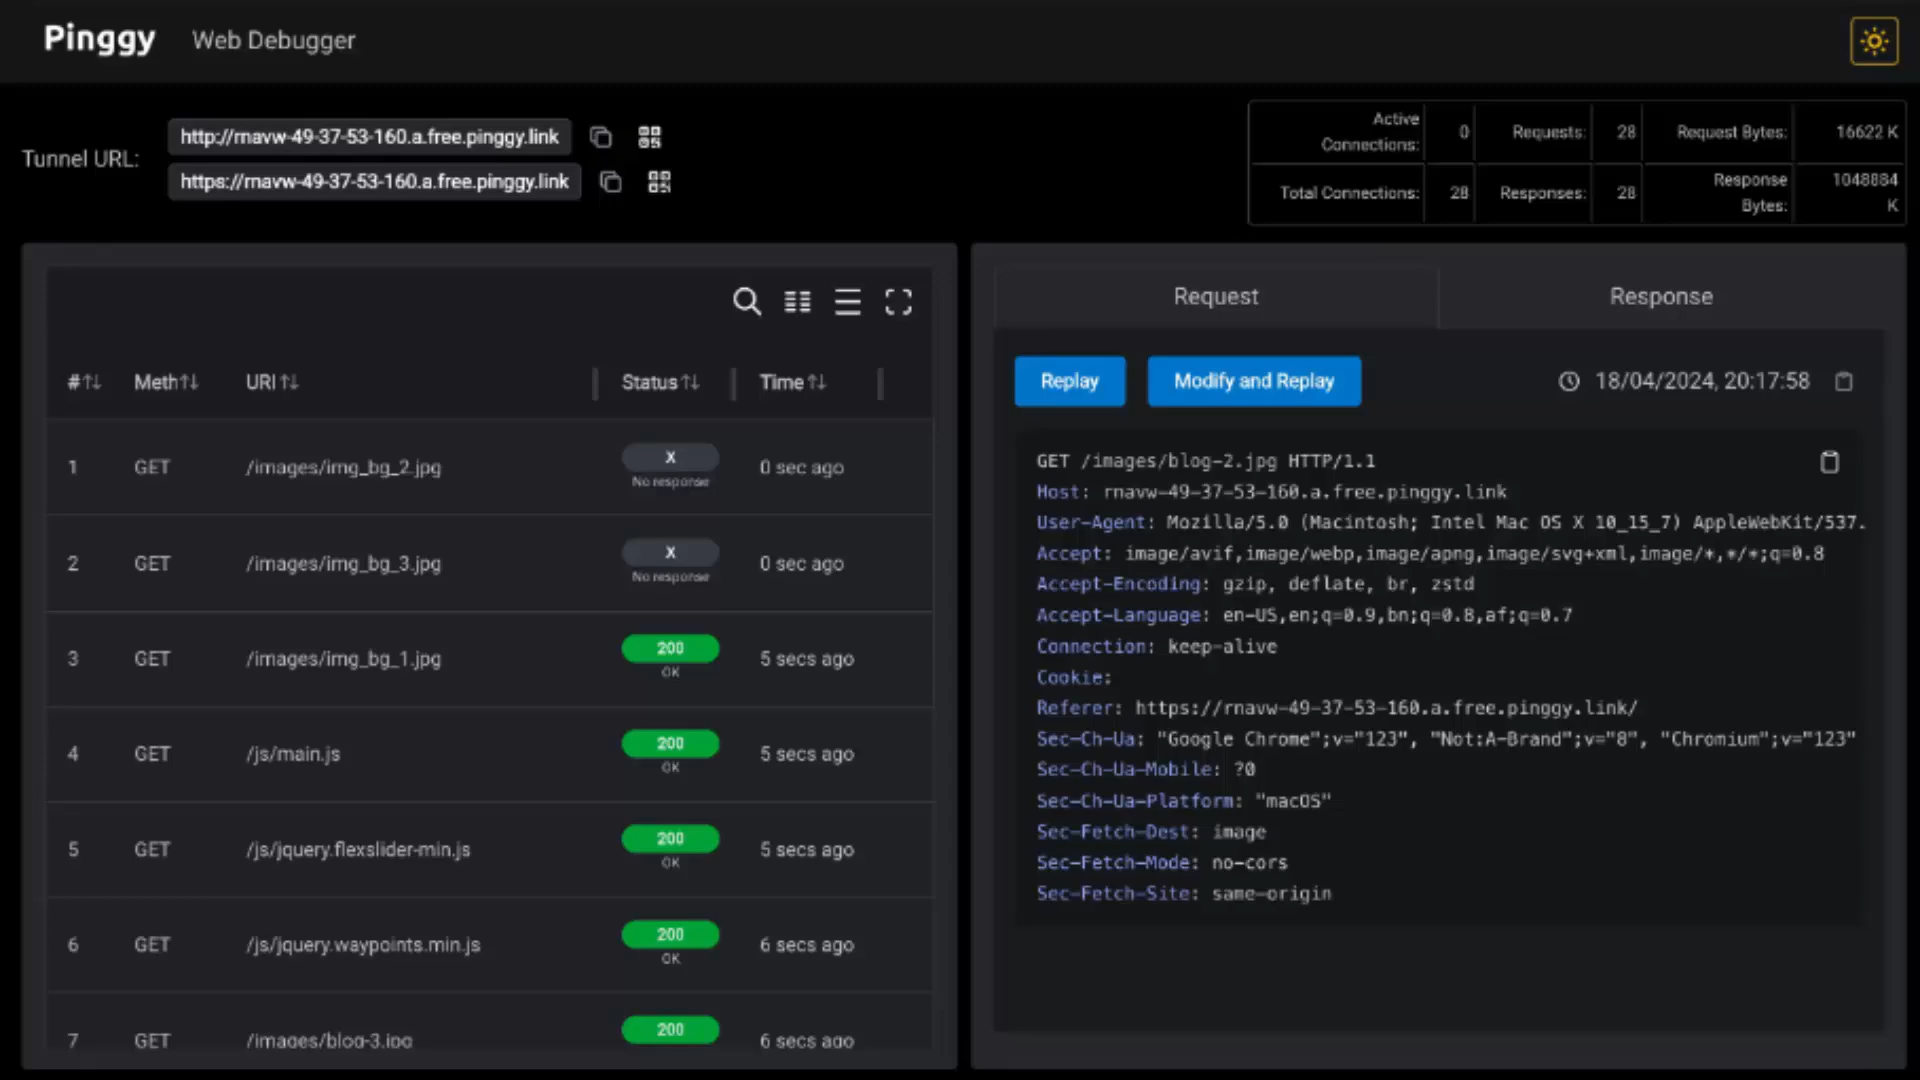 Pinggy Web Debugger
Tunnel URL:
http://rnavw-49-37-53-160.a.free.pinggy.link
https://rnavw-49-37-53-160.a.free.pinggy.link
Active Connections: 0 Requests: 28 Request Bytes: 16622 K
Total Connections: 28 Responses: 28 Response Bytes: 1048884 K
# Meth URI Status Time
1 GET /images/img_bg_2.jpg X No response 0 sec ago
2 GET /images/img_bg_3.jpg X No response 0 sec ago
3 GET /images/img_bg_1.jpg 200 OK 5 secs ago
4 GET /js/main.js 200 OK 5 secs ago
5 GET /js/jquery.flexslider-min.js 200 OK 5 secs ago
6 GET /js/jquery.waypoints.min.js 200 OK 6 secs ago
7 GET /images/blog-3.jpg 200 6 secs ago
Request Response
Replay Modify and Replay 18/04/2024, 20:17:58
GET /images/blog-2.jpg HTTP/1.1
Host: rnavw-49-37-53-160.a.free.pinggy.link
User-Agent: Mozilla/5.0 (Macintosh; Intel Mac OS X 10_15_7) AppleWebKit/537.
Accept: image/avif,image/webp,image/apng,image/svg+xml,image/*,*/*;q=0.8
Accept-Encoding: gzip, deflate, br, zstd
Accept-Language: en-US,en;q=0.9,bn;q=0.8,af;q=0.7
Connection: keep-alive
Cookie:
Referer: https://rnavw-49-37-53-160.a.free.pinggy.link/
Sec-Ch-Ua: "Google Chrome";v="123", "Not:A-Brand";v="8", "Chromium";v="123"
Sec-Ch-Ua-Mobile: ?0
Sec-Ch-Ua-Platform: "macOS"
Sec-Fetch-Dest: image
Sec-Fetch-Mode: no-cors
Sec-Fetch-Site: same-origin